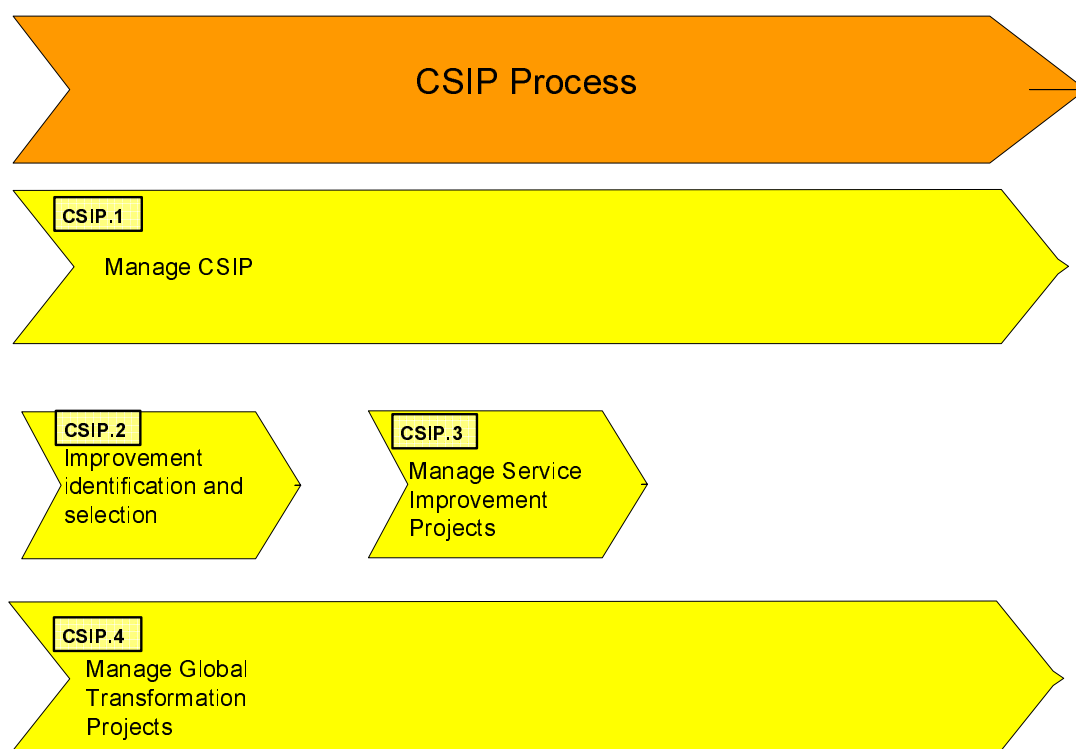 CSIP Process
CSIP.1
Manage CSIP
CSIP.2
Improvement
identification and
selection
CSIP.3
Manage Service
Improvement
Projects
CSIP.4
Manage Global
Transformation
Projects